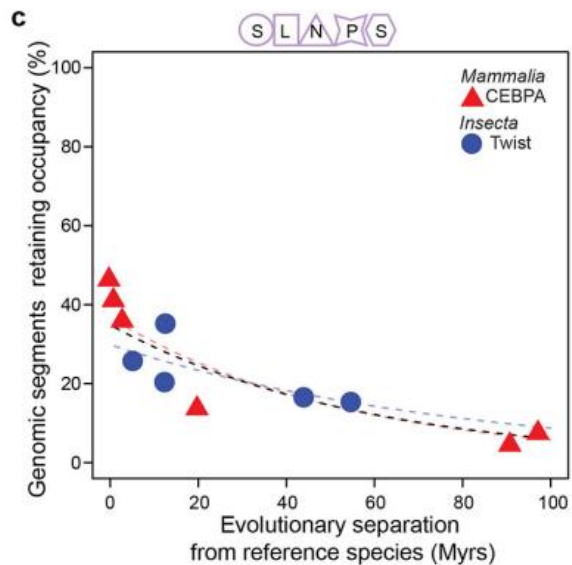 c
S L N P S
Mammalia
CEBPA
Insecta
Twist
Genomic segments retaining occupancy (%)
100
80
60
40
20
0
0 20 40 60 80 100
Evolutionary separation
from reference species (Myrs)